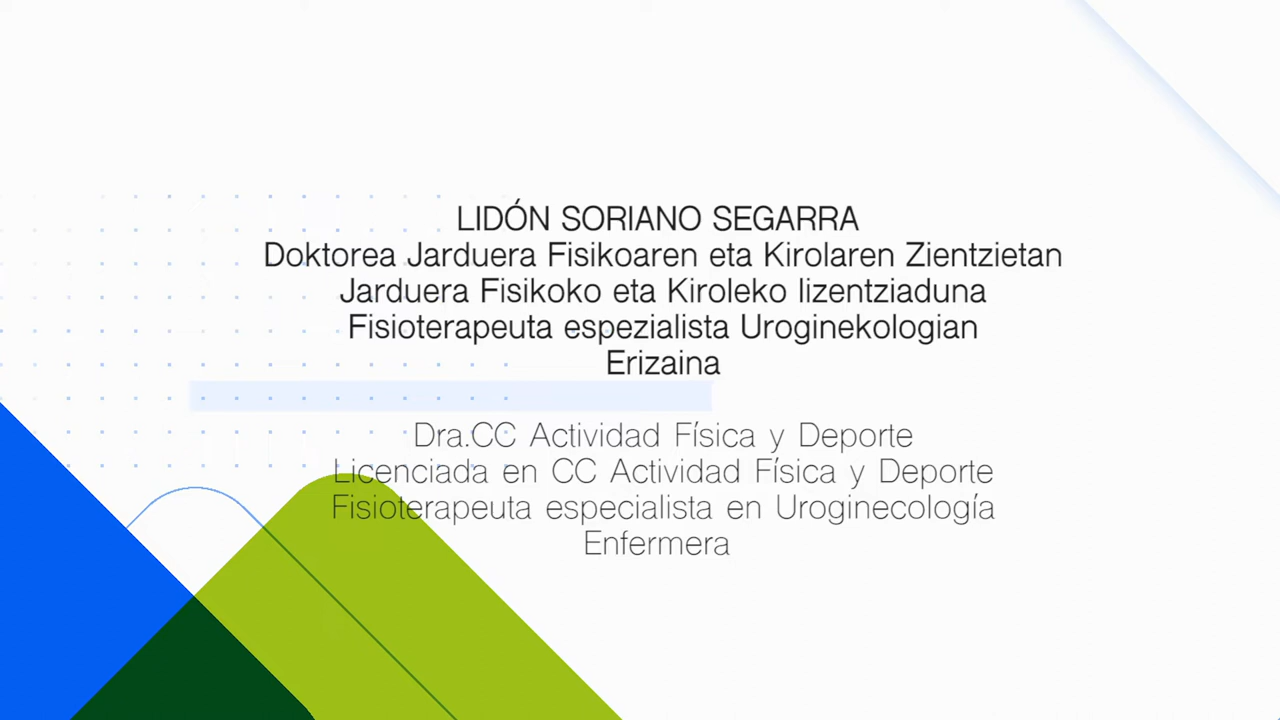 LIDÓN SORIANO SEGARRA
Doktorea Jarduera Fisikoaren eta Kirolaren Zientzietan
Jarduera Fisikoko eta Kiroleko lizentziaduna
Fisioterapeuta espezialista Uroginekologian
Erizaina
Dra.CC Actividad Física y Deporte
Licenciada en CC Actividad Física y Deporte
Fisioterapeuta especialista en Uroginecología
Enfermera